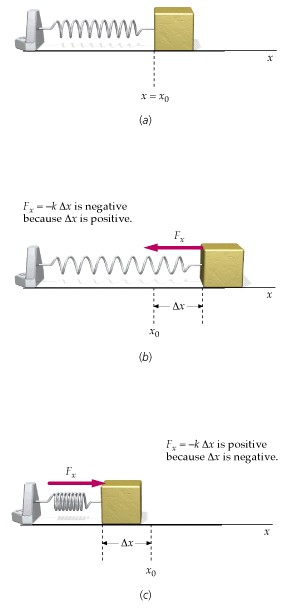 x
x = x₀
(a)
Fₓ = –k Δx is negative
because Δx is positive.
Fₓ
x
Δx
x₀
(b)
Fₓ = –k Δx is positive
because Δx is negative.
Fₓ
x
Δx
x₀
(c)